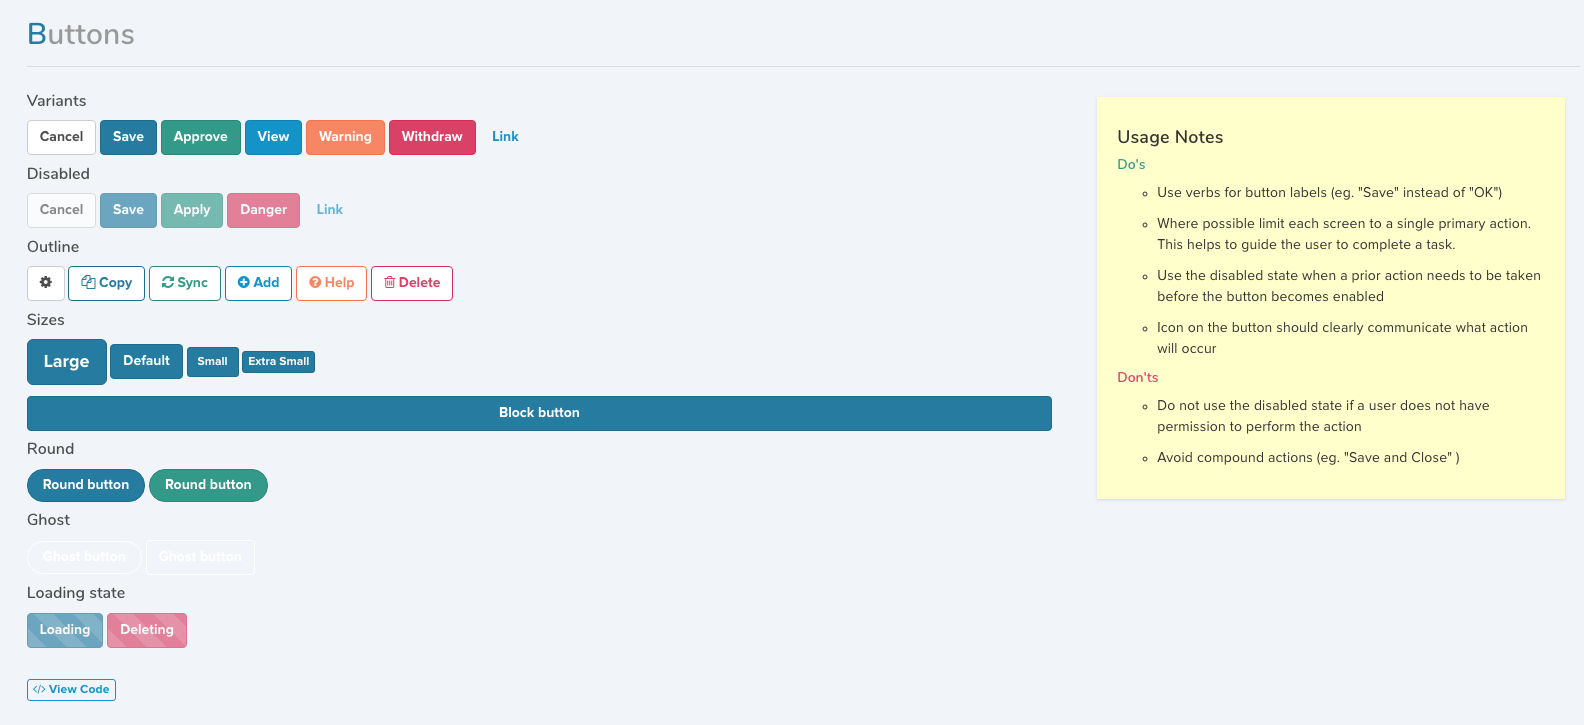 Buttons
Variants
Cancel Save Approve View Warning Withdraw Link
Disabled
Cancel Save Apply Danger Link
Outline
Copy Sync Add Help Delete
Sizes
Large Default Small Extra Small
Block button
Round
Round button Round button
Ghost
Ghost button Ghost button
Loading state
Loading Deleting
</> View Code
Usage Notes
Do's
Use verbs for button labels (eg. "Save" instead of "OK")
Where possible limit each screen to a single primary action.
This helps to guide the user to complete a task.
Use the disabled state when a prior action needs to be taken
before the button becomes enabled
Icon on the button should clearly communicate what action
will occur
Don'ts
Do not use the disabled state if a user does not have
permission to perform the action
Avoid compound actions (eg. "Save and Close" )